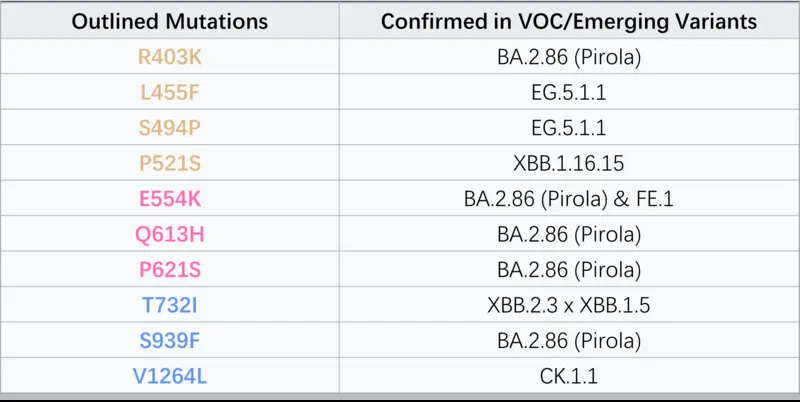 Outlined Mutations Confirmed in VOC/Emerging Variants
R403K BA.2.86 (Pirola)
L455F EG.5.1.1
S494P EG.5.1.1
P521S XBB.1.16.15
E554K BA.2.86 (Pirola) & FE.1
Q613H BA.2.86 (Pirola)
P621S BA.2.86 (Pirola)
T732I XBB.2.3 x XBB.1.5
S939F BA.2.86 (Pirola)
V1264L CK.1.1